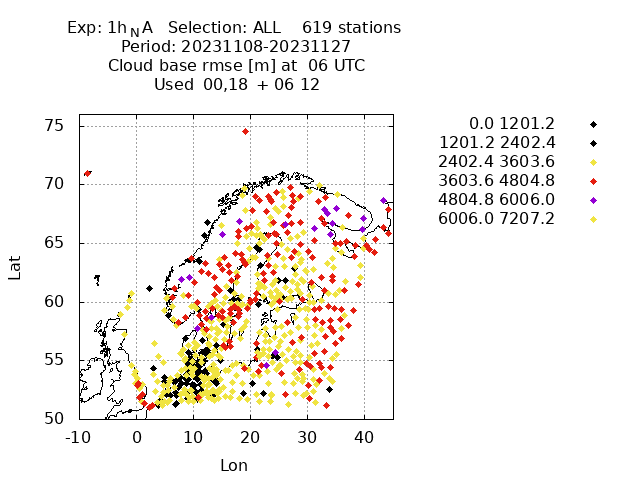 Exp: 1h_NA   Selection: ALL    619 stations
Period: 20231108-20231127
Cloud base rmse [m] at  06 UTC
Used  00,18  + 06 12
0.0 1201.2
1201.2 2402.4
2402.4 3603.6
3603.6 4804.8
4804.8 6006.0
6006.0 7207.2
75
70
65
60
55
50
Lat
-10 0 10 20 30 40
Lon